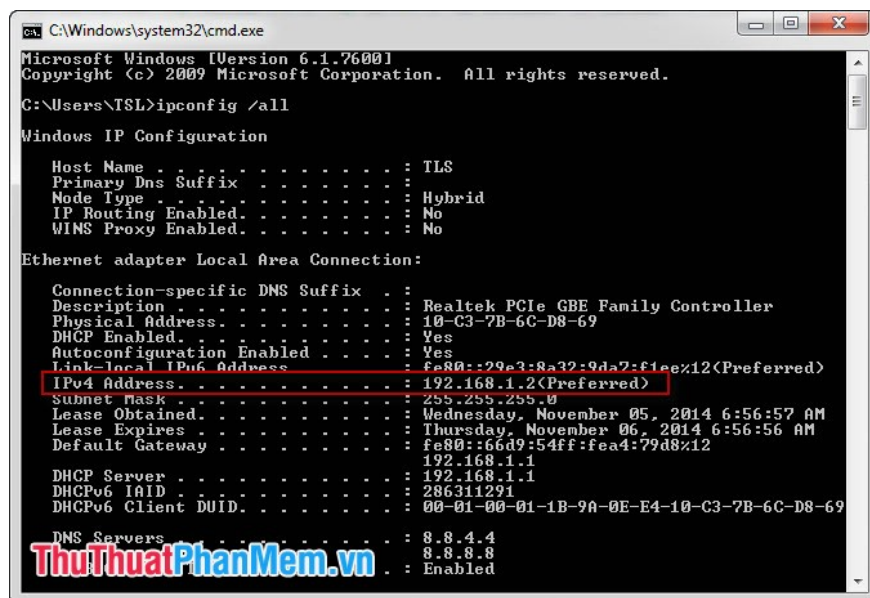 C:\Windows\system32\cmd.exe
Microsoft Windows [Version 6.1.7600]
Copyright (c) 2009 Microsoft Corporation.  All rights reserved.
C:\Users\TSL>ipconfig /all
Windows IP Configuration
Host Name . . . . . . . . . . . . : TLS
Primary Dns Suffix  . . . . . . . :
Node Type . . . . . . . . . . . . : Hybrid
IP Routing Enabled. . . . . . . . : No
WINS Proxy Enabled. . . . . . . . : No
Ethernet adapter Local Area Connection:
Connection-specific DNS Suffix  . :
Description . . . . . . . . . . . : Realtek PCIe GBE Family Controller
Physical Address. . . . . . . . . : 10-C3-7B-6C-D8-69
DHCP Enabled. . . . . . . . . . . : Yes
Autoconfiguration Enabled . . . . : Yes
Link-local IPv6 Address . . . . . : fe80::29e3:8a32:9da7:f1ee%12(Preferred)
IPv4 Address. . . . . . . . . . . : 192.168.1.2(Preferred)
Subnet Mask . . . . . . . . . . . : 255.255.255.0
Lease Obtained. . . . . . . . . . : Wednesday, November 05, 2014 6:56:57 AM
Lease Expires . . . . . . . . . . : Thursday, November 06, 2014 6:56:56 AM
Default Gateway . . . . . . . . . : fe80::66d9:54ff:fea4:79d8%12
192.168.1.1
DHCP Server . . . . . . . . . . . : 192.168.1.1
DHCPv6 IAID . . . . . . . . . . . : 286311291
DHCPv6 Client DUID. . . . . . . . : 00-01-00-01-1B-9A-0E-E4-10-C3-7B-6C-D8-69
DNS Servers . . . . . . . . . . . : 8.8.4.4
8.8.8.8
ThuThuatPhanMem.vn . : Enabled